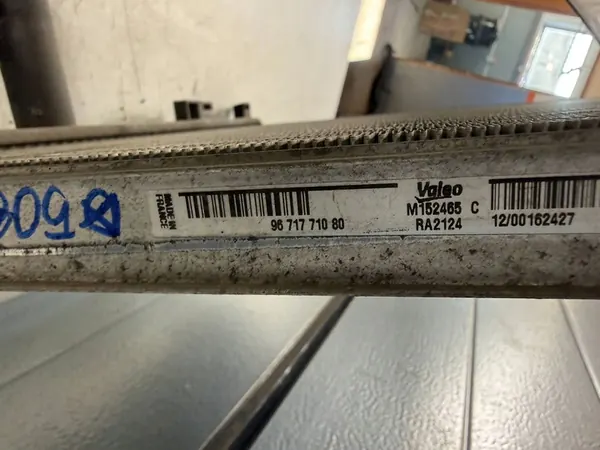 MADE IN
FRANCE
96 717 710 80
Valeo
M152465 C
RA2124
12/00162427